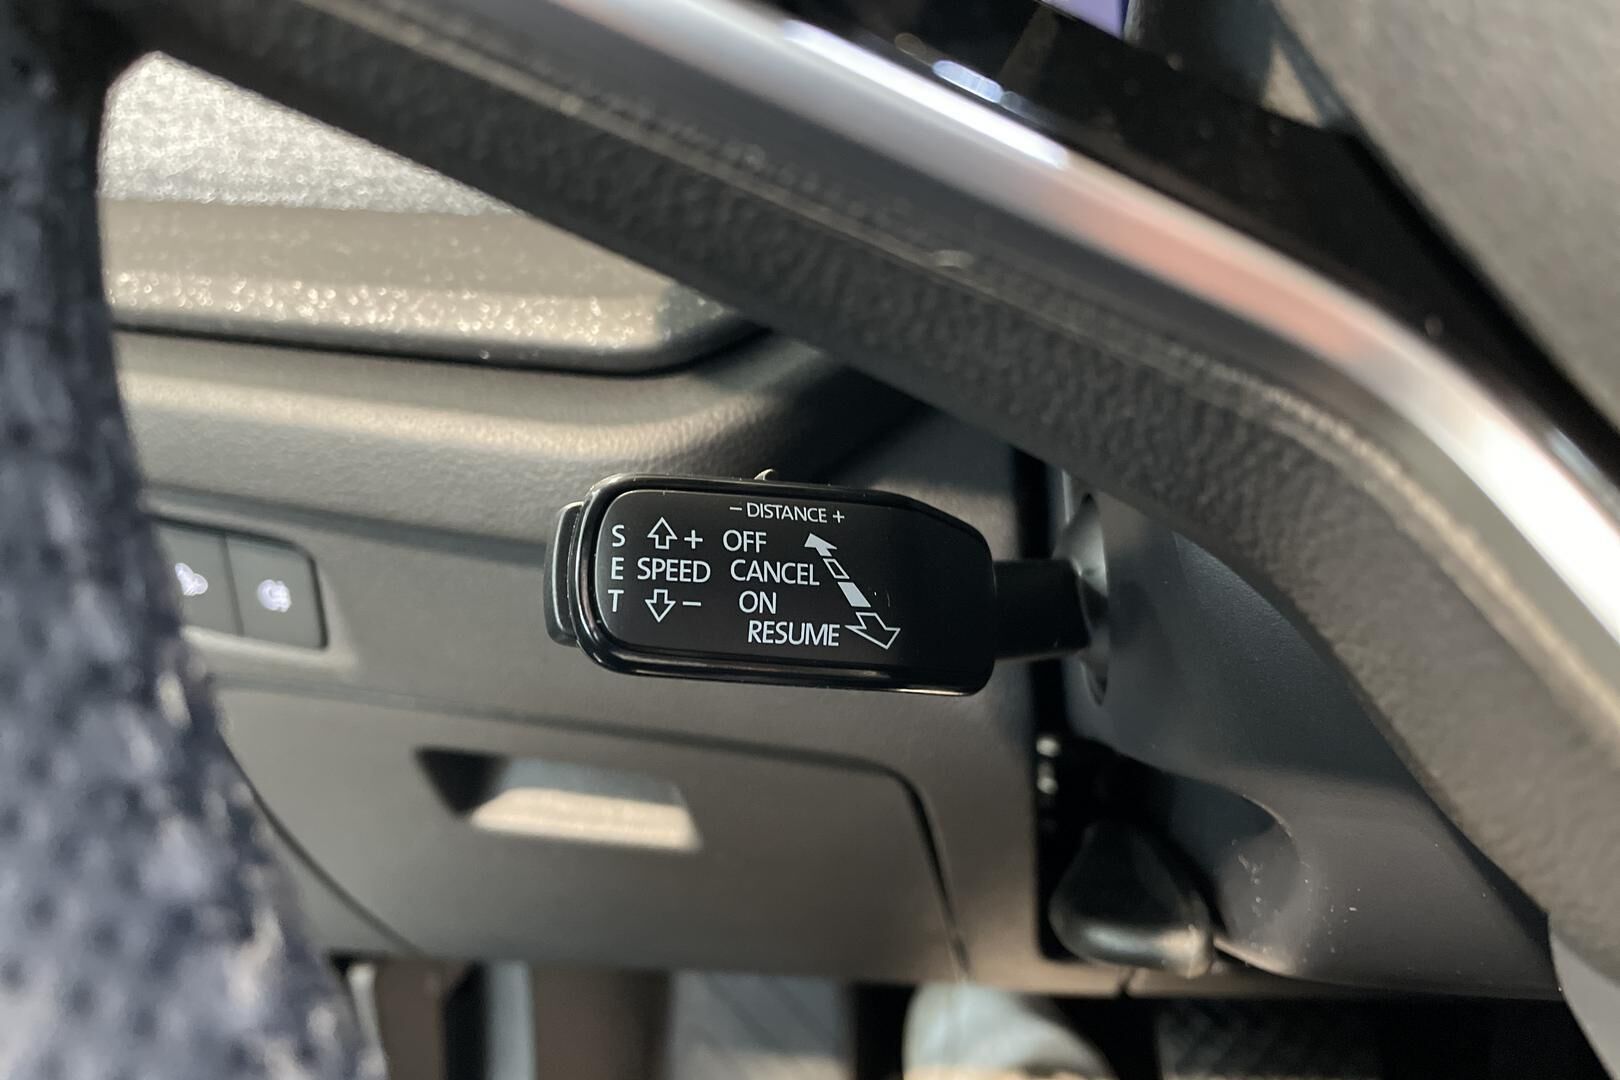 − DISTANCE +
S + OFF
E SPEED CANCEL
T − ON
RESUME